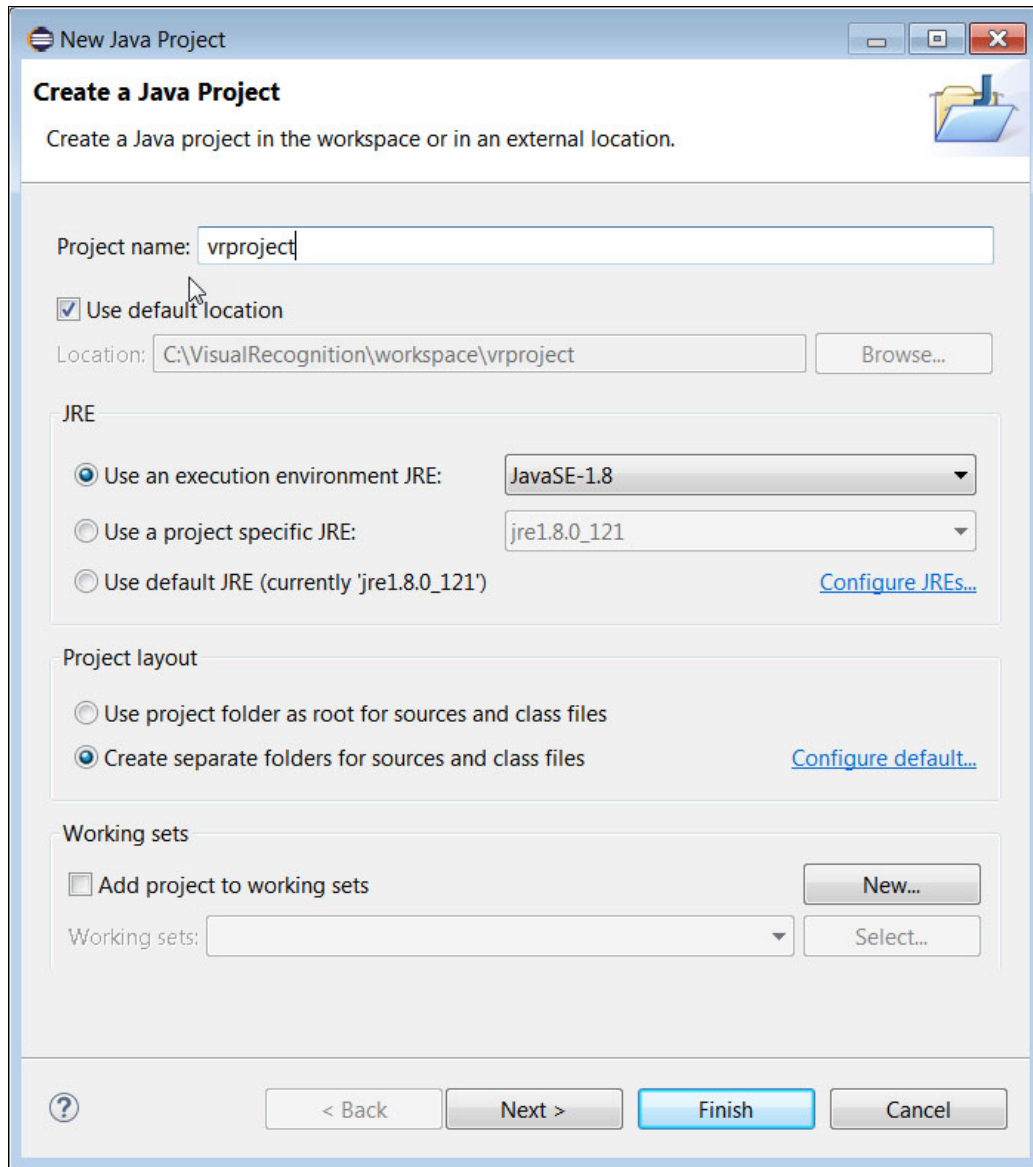 New Java Project
Create a Java Project
Create a Java project in the workspace or in an external location.
Project name: vrproject
Use default location
Location: C:\VisualRecognition\workspace\vrproject Browse...
JRE
Use an execution environment JRE: JavaSE-1.8
Use a project specific JRE: jre1.8.0_121
Use default JRE (currently 'jre1.8.0_121') Configure JREs...
Project layout
Use project folder as root for sources and class files
Create separate folders for sources and class files Configure default...
Working sets
Add project to working sets New...
Working sets: Select...
? < Back Next > Finish Cancel